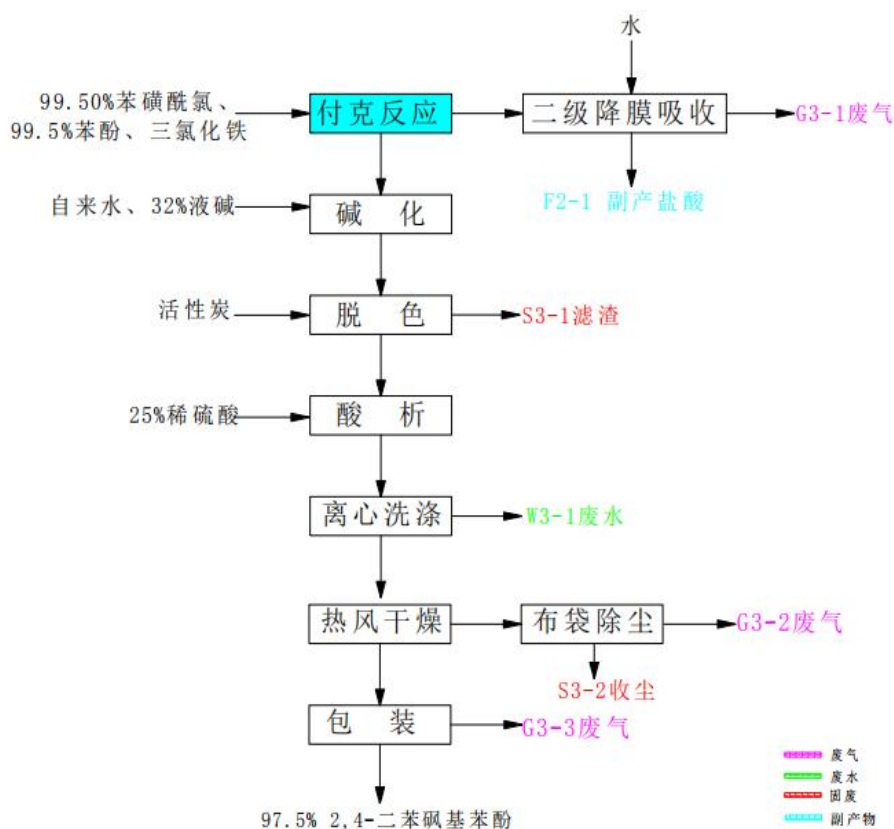 水
99.50%苯磺酰氯、
99.5%苯酚、三氯化铁
付克反应
二级降膜吸收
G3-1废气
F2-1 副产盐酸
自来水、32%液碱
碱 化
活性炭
脱 色
S3-1滤渣
25%稀硫酸
酸 析
离心洗涤
W3-1废水
热风干燥
布袋除尘
G3-2废气
S3-2收尘
包 装
G3-3废气
97.5% 2,4-二苯砜基苯酚
废气
废水
固废
副产物